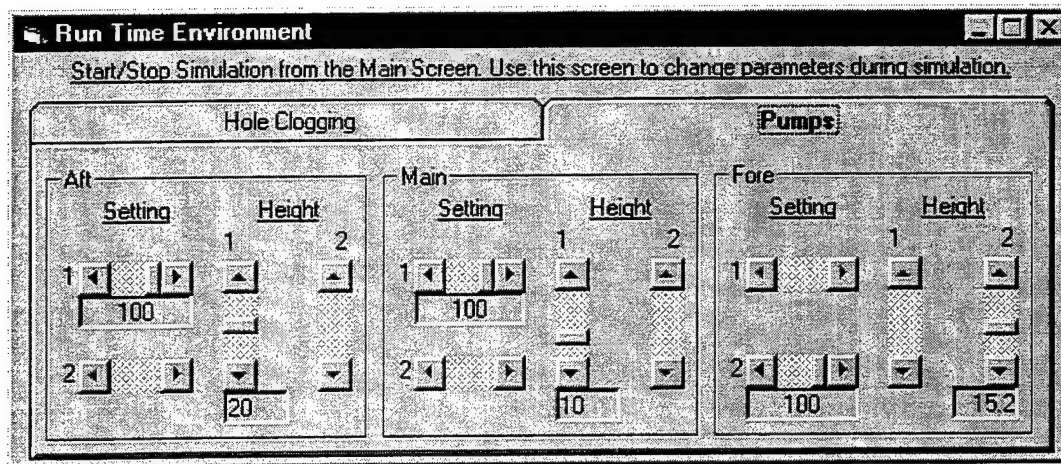 Run Time Environment
Start/Stop Simulation from the Main Screen. Use this screen to change parameters during simulation.
Hole Clogging
Pumps
Aft
Setting Height
1 2
1
100
2
20
Main
Setting Height
1 2
1
100
2
10
Fore
Setting Height
1 2
1
2
100
15.2